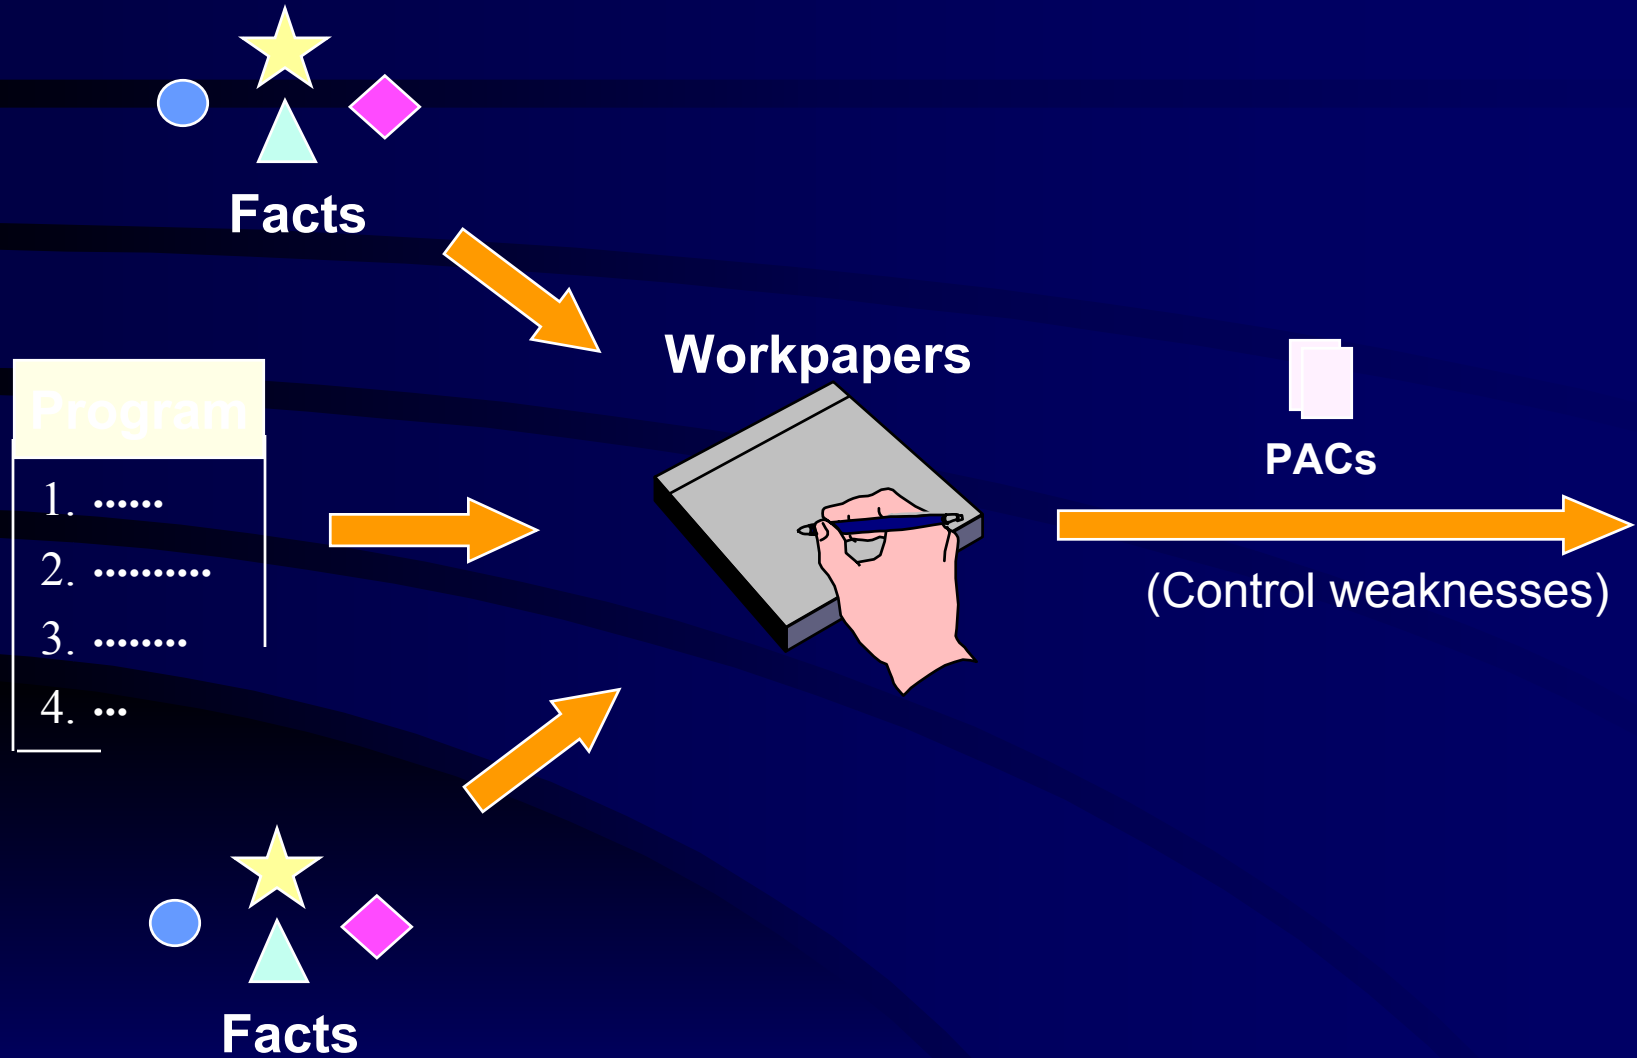 Facts
Workpapers
Program
1. ......
2. ..........
3. ........
4. ...
PACs
(Control weaknesses)
Facts